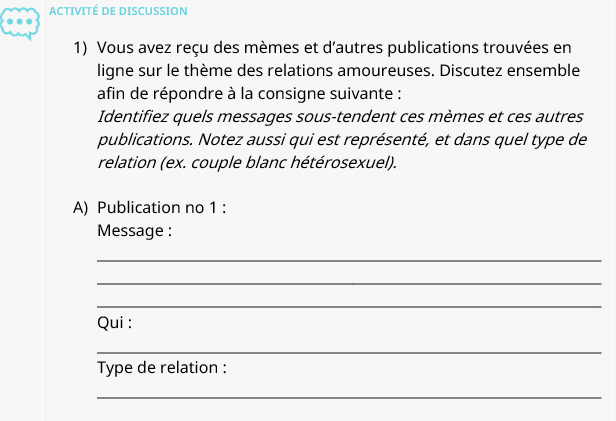 ACTIVITÉ DE DISCUSSION
1) Vous avez reçu des mèmes et d’autres publications trouvées en
ligne sur le thème des relations amoureuses. Discutez ensemble
afin de répondre à la consigne suivante :
Identifiez quels messages sous-tendent ces mèmes et ces autres
publications. Notez aussi qui est représenté, et dans quel type de
relation (ex. couple blanc hétérosexuel).
A) Publication no 1 :
Message :
Qui :
Type de relation :